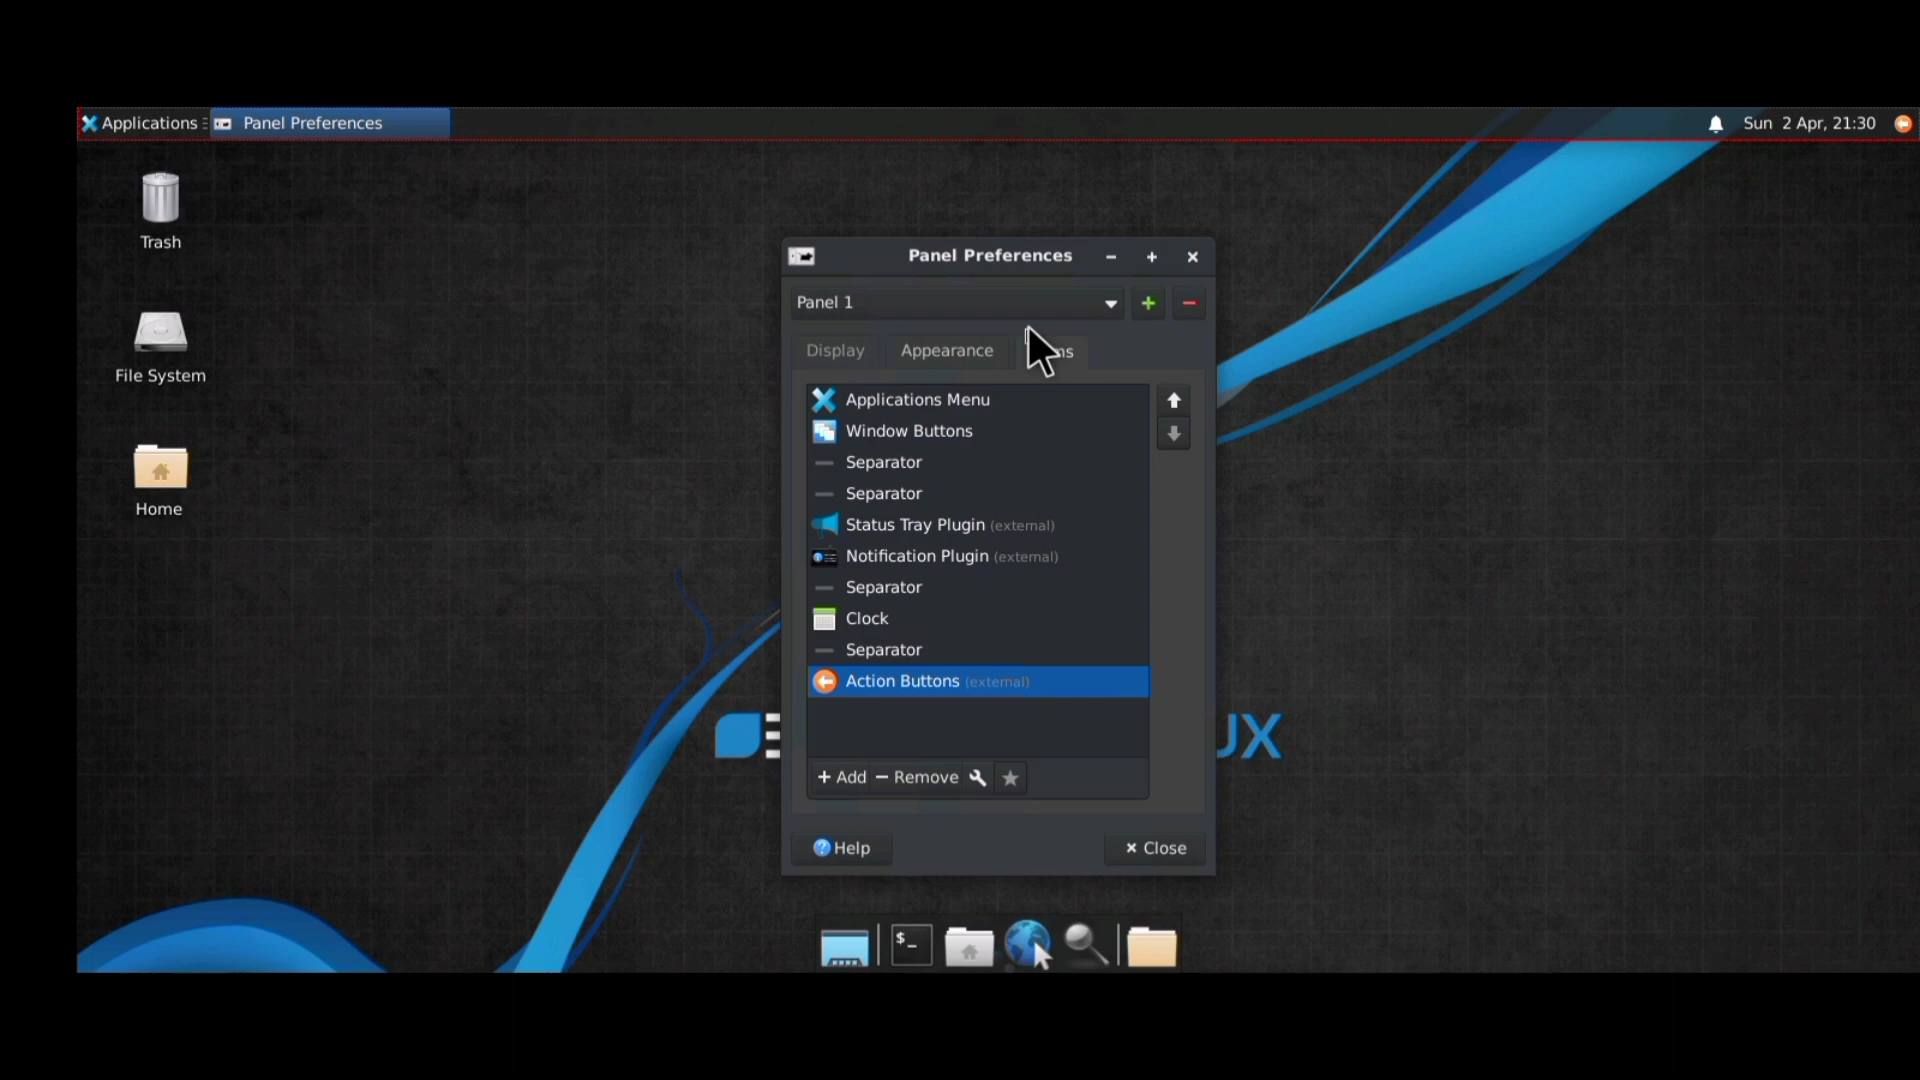 Applications
Panel Preferences
Sun 2 Apr, 21:30
Trash
File System
Home
Panel Preferences
Panel 1
Display
Appearance
Applications Menu
Window Buttons
Separator
Separator
Status Tray Plugin (external)
Notification Plugin (external)
Separator
Clock
Separator
Action Buttons (external)
UX
+ Add
− Remove
Help
× Close
$_